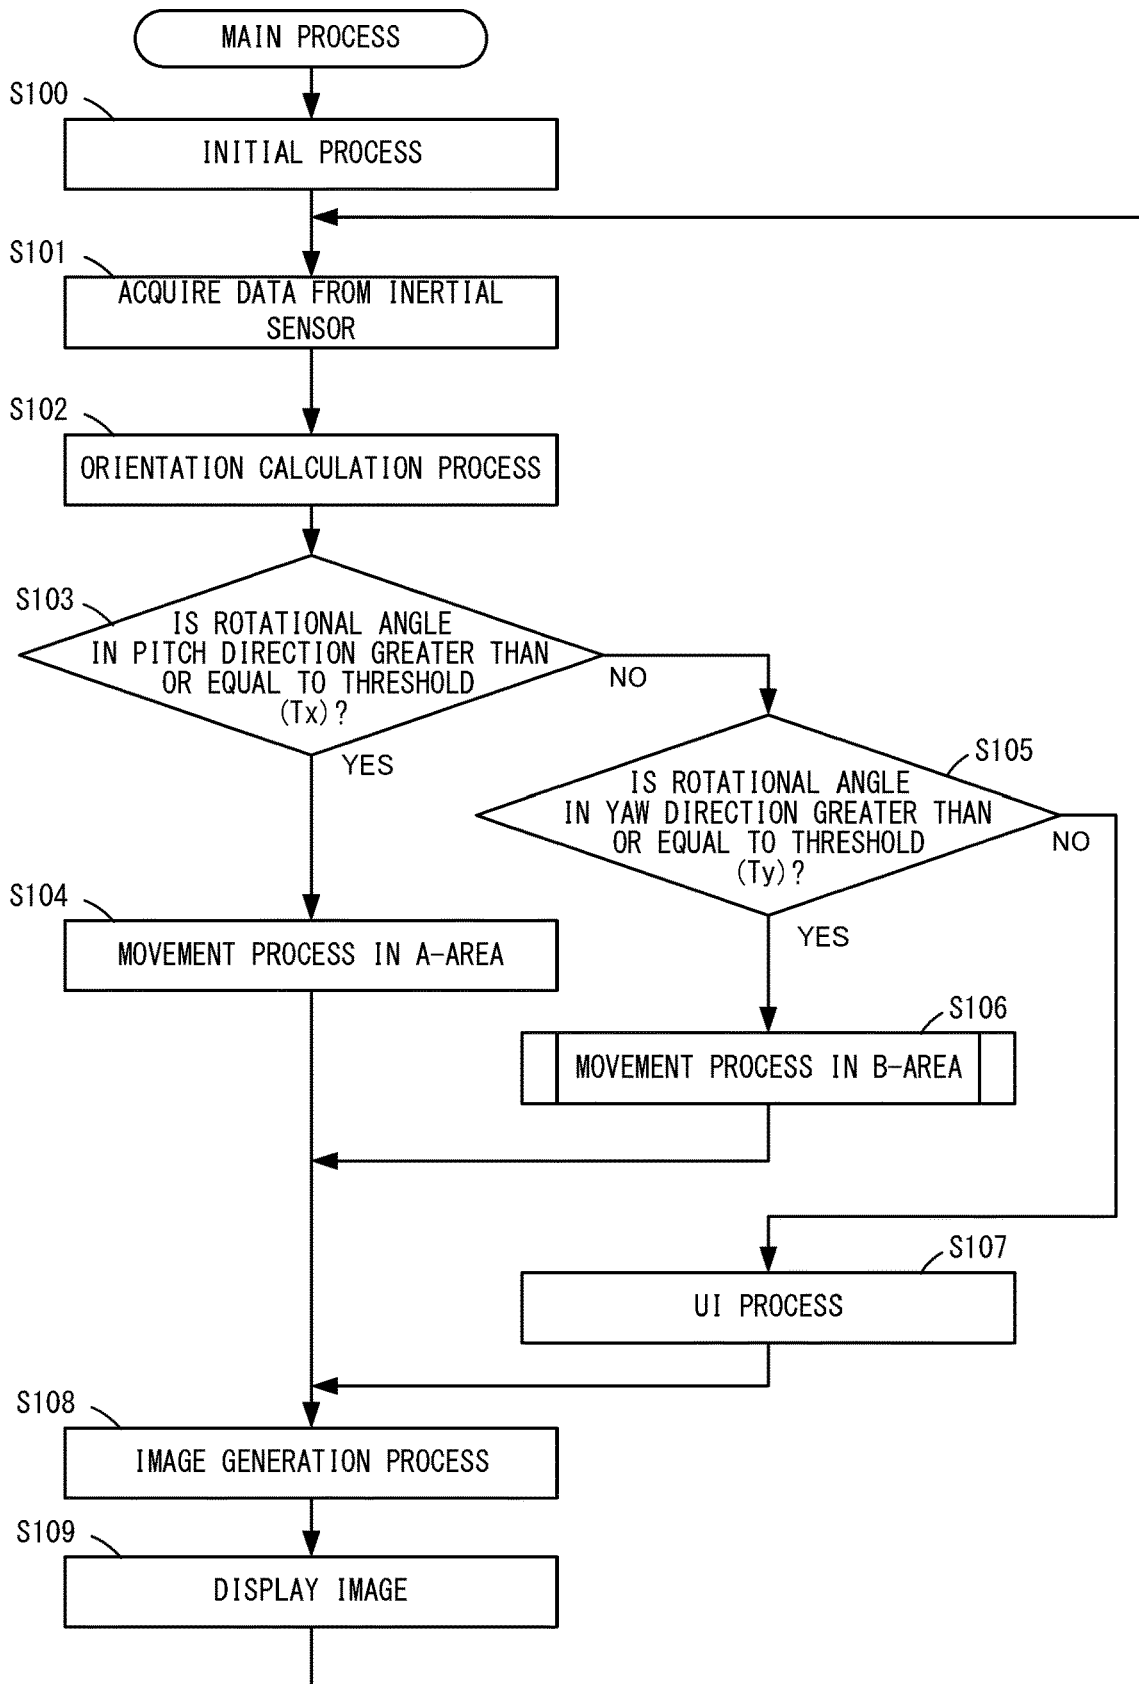 MAIN PROCESS
S100
INITIAL PROCESS
S101
ACQUIRE DATA FROM INERTIAL
SENSOR
S102
ORIENTATION CALCULATION PROCESS
S103
IS ROTATIONAL ANGLE
IN PITCH DIRECTION GREATER THAN
OR EQUAL TO THRESHOLD
(Tx)?
NO
YES
S105
IS ROTATIONAL ANGLE
IN YAW DIRECTION GREATER THAN
OR EQUAL TO THRESHOLD
(Ty)?
NO
YES
S104
MOVEMENT PROCESS IN A-AREA
S106
MOVEMENT PROCESS IN B-AREA
S107
UI PROCESS
S108
IMAGE GENERATION PROCESS
S109
DISPLAY IMAGE